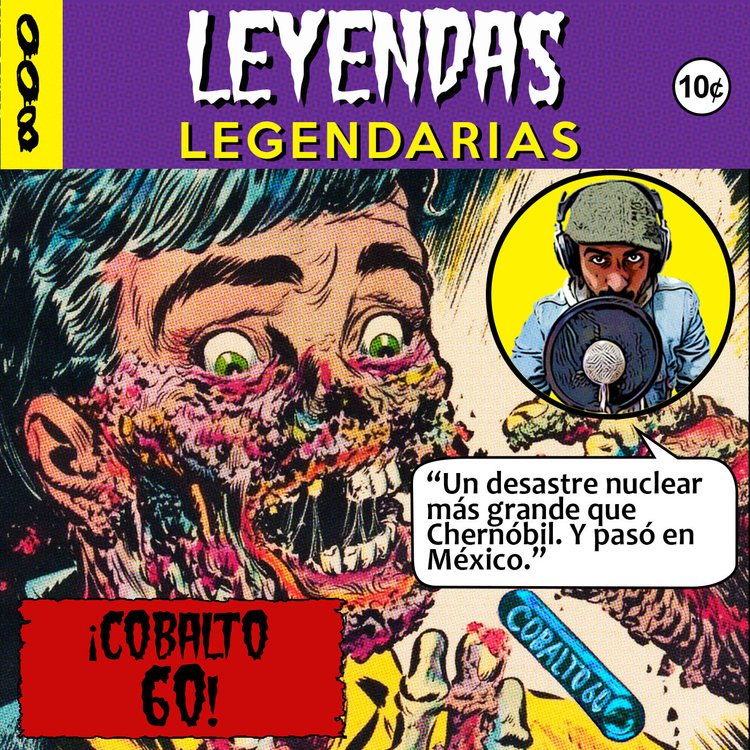 008
LEYENDAS
LEGENDARIAS
10¢
“Un desastre nuclear
más grande que
Chernóbil. Y pasó en
México.”
¡COBALTO
60!
COBALTO 60